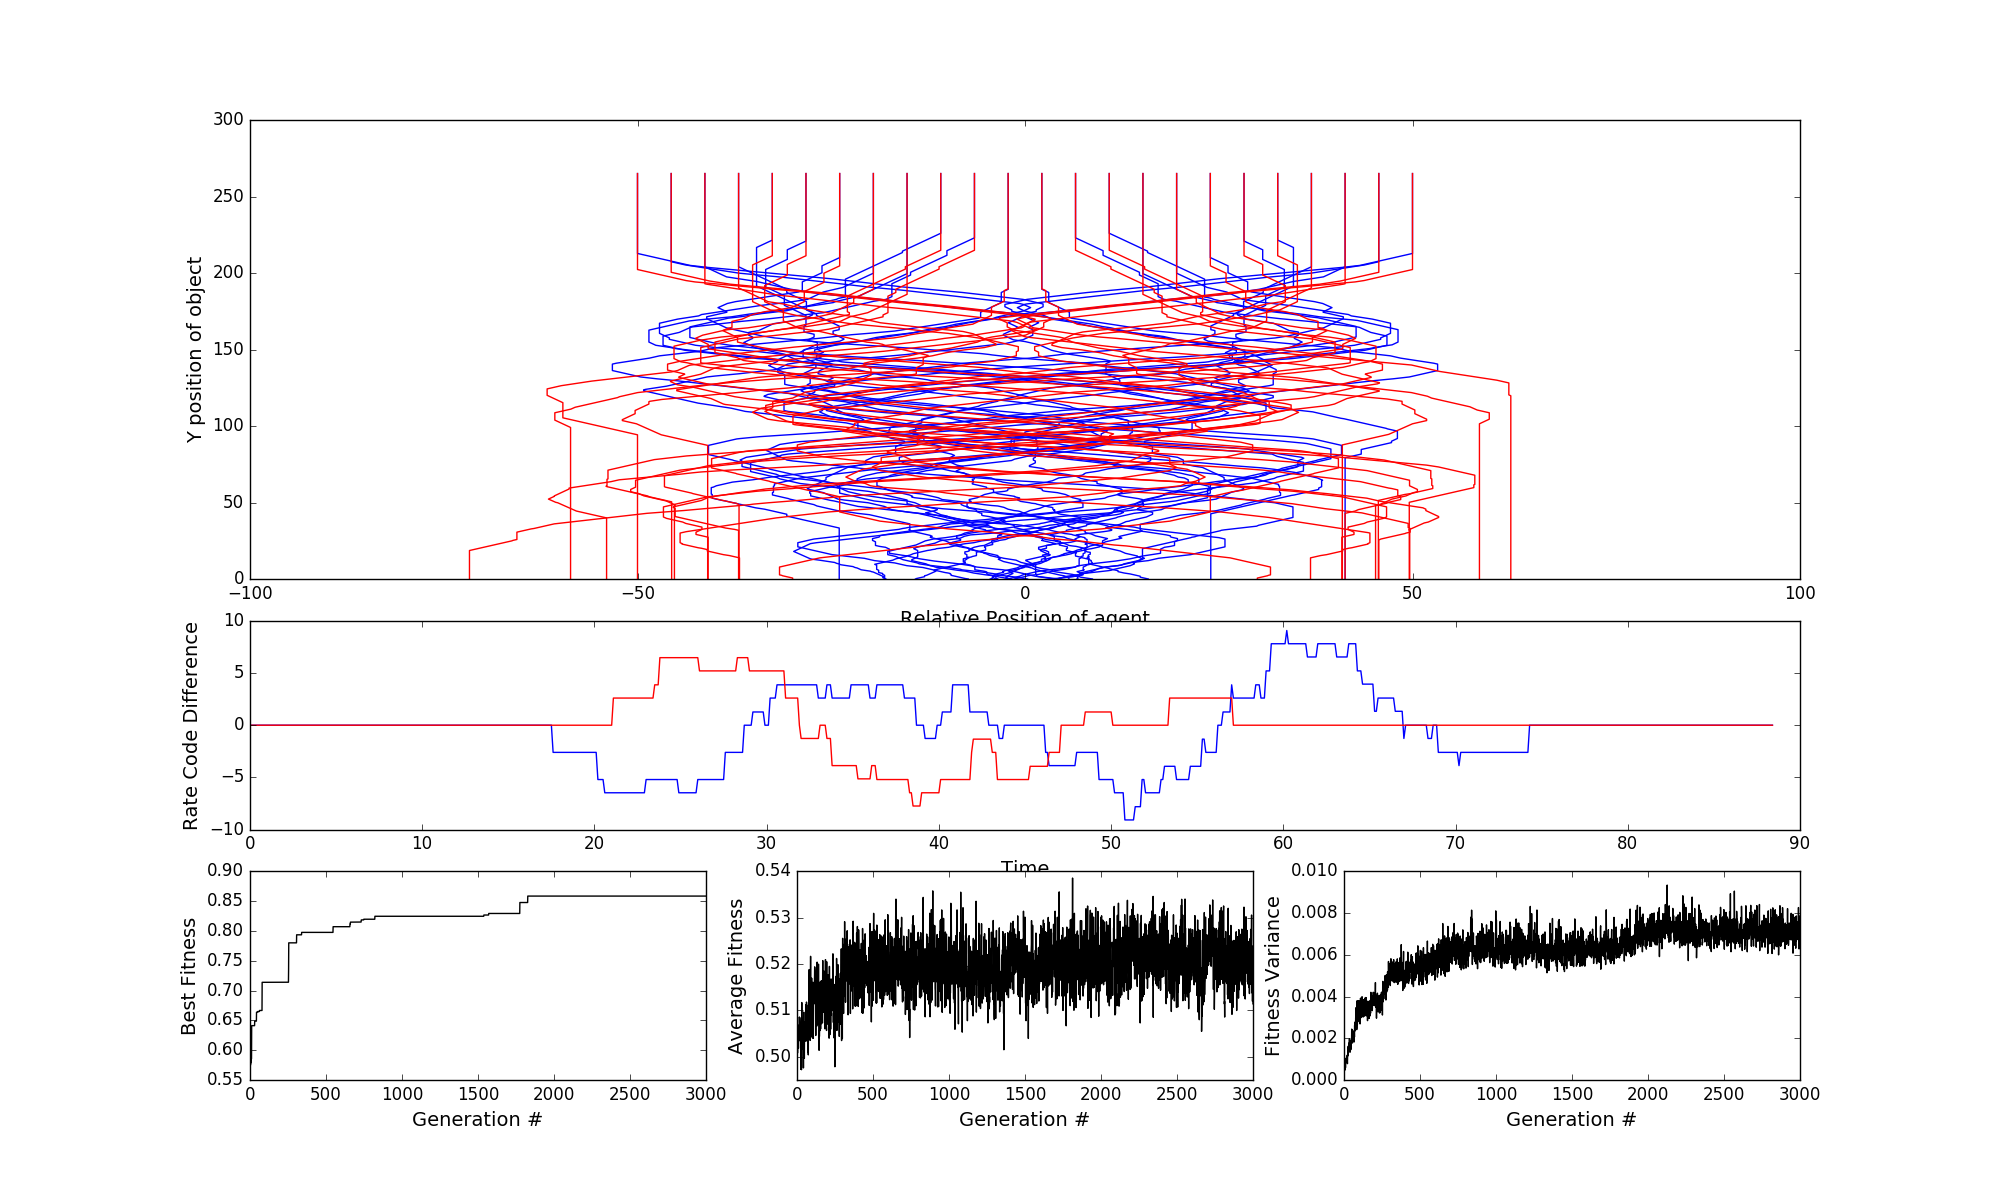 300
250
200
150
100
50
0
Y position of object
−100 −50 0 50 100
Relative Position of agent
10
5
0
−5
−10
Rate Code Difference
0 10 20 30 40 50 60 70 80 90
Time
0.90
0.85
0.80
0.75
0.70
0.65
0.60
0.55
Best Fitness
0 500 1000 1500 2000 2500 3000
Generation #
0.54
0.53
0.52
0.51
0.50
Average Fitness
0 500 1000 1500 2000 2500 3000
Generation #
0.010
0.008
0.006
0.004
0.002
0.000
Fitness Variance
0 500 1000 1500 2000 2500 3000
Generation #